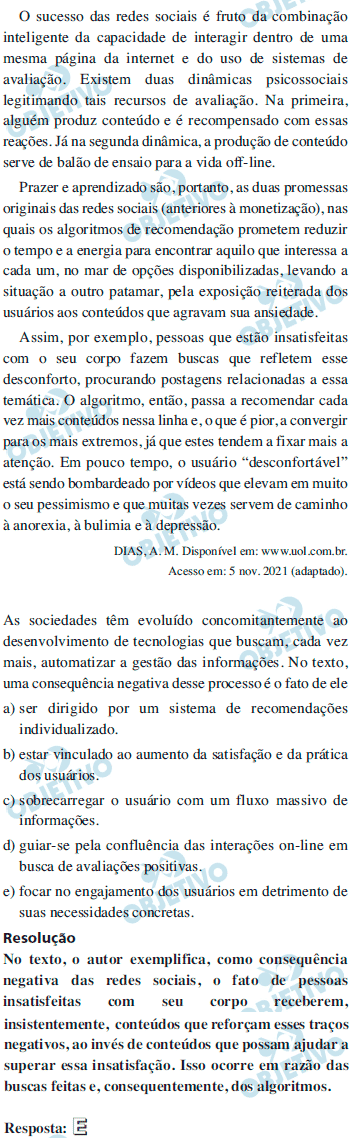 O sucesso das redes sociais é fruto da combinação
inteligente da capacidade de interagir dentro de uma
mesma página da internet e do uso de sistemas de
avaliação. Existem duas dinâmicas psicossociais
legitimando tais recursos de avaliação. Na primeira,
alguém produz conteúdo e é recompensado com essas
reações. Já na segunda dinâmica, a produção de conteúdo
serve de balão de ensaio para a vida off-line.
Prazer e aprendizado são, portanto, as duas promessas
originais das redes sociais (anteriores à monetização), nas
quais os algoritmos de recomendação prometem reduzir
o tempo e a energia para encontrar aquilo que interessa a
cada um, no mar de opções disponibilizadas, levando a
situação a outro patamar, pela exposição reiterada dos
usuários aos conteúdos que agravam sua ansiedade.
Assim, por exemplo, pessoas que estão insatisfeitas
com o seu corpo fazem buscas que refletem esse
desconforto, procurando postagens relacionadas a essa
temática. O algoritmo, então, passa a recomendar cada
vez mais conteúdos nessa linha e, o que é pior, a convergir
para os mais extremos, já que estes tendem a fixar mais a
atenção. Em pouco tempo, o usuário “desconfortável”
está sendo bombardeado por vídeos que elevam em muito
o seu pessimismo e que muitas vezes servem de caminho
à anorexia, à bulimia e à depressão.
DIAS, A. M. Disponível em: www.uol.com.br.
Acesso em: 5 nov. 2021 (adaptado).
As sociedades têm evoluído concomitantemente ao
desenvolvimento de tecnologias que buscam, cada vez
mais, automatizar a gestão das informações. No texto,
uma consequência negativa desse processo é o fato de ele
a) ser dirigido por um sistema de recomendações
individualizado.
b) estar vinculado ao aumento da satisfação e da prática
dos usuários.
c) sobrecarregar o usuário com um fluxo massivo de
informações.
d) guiar-se pela confluência das interações on-line em
busca de avaliações positivas.
e) focar no engajamento dos usuários em detrimento de
suas necessidades concretas.
Resolução
No texto, o autor exemplifica, como consequência
negativa das redes sociais, o fato de pessoas
insatisfeitas com seu corpo receberem,
insistentemente, conteúdos que reforçam esses traços
negativos, ao invés de conteúdos que possam ajudar a
superar essa insatisfação. Isso ocorre em razão das
buscas feitas e, consequentemente, dos algoritmos.
Resposta: E